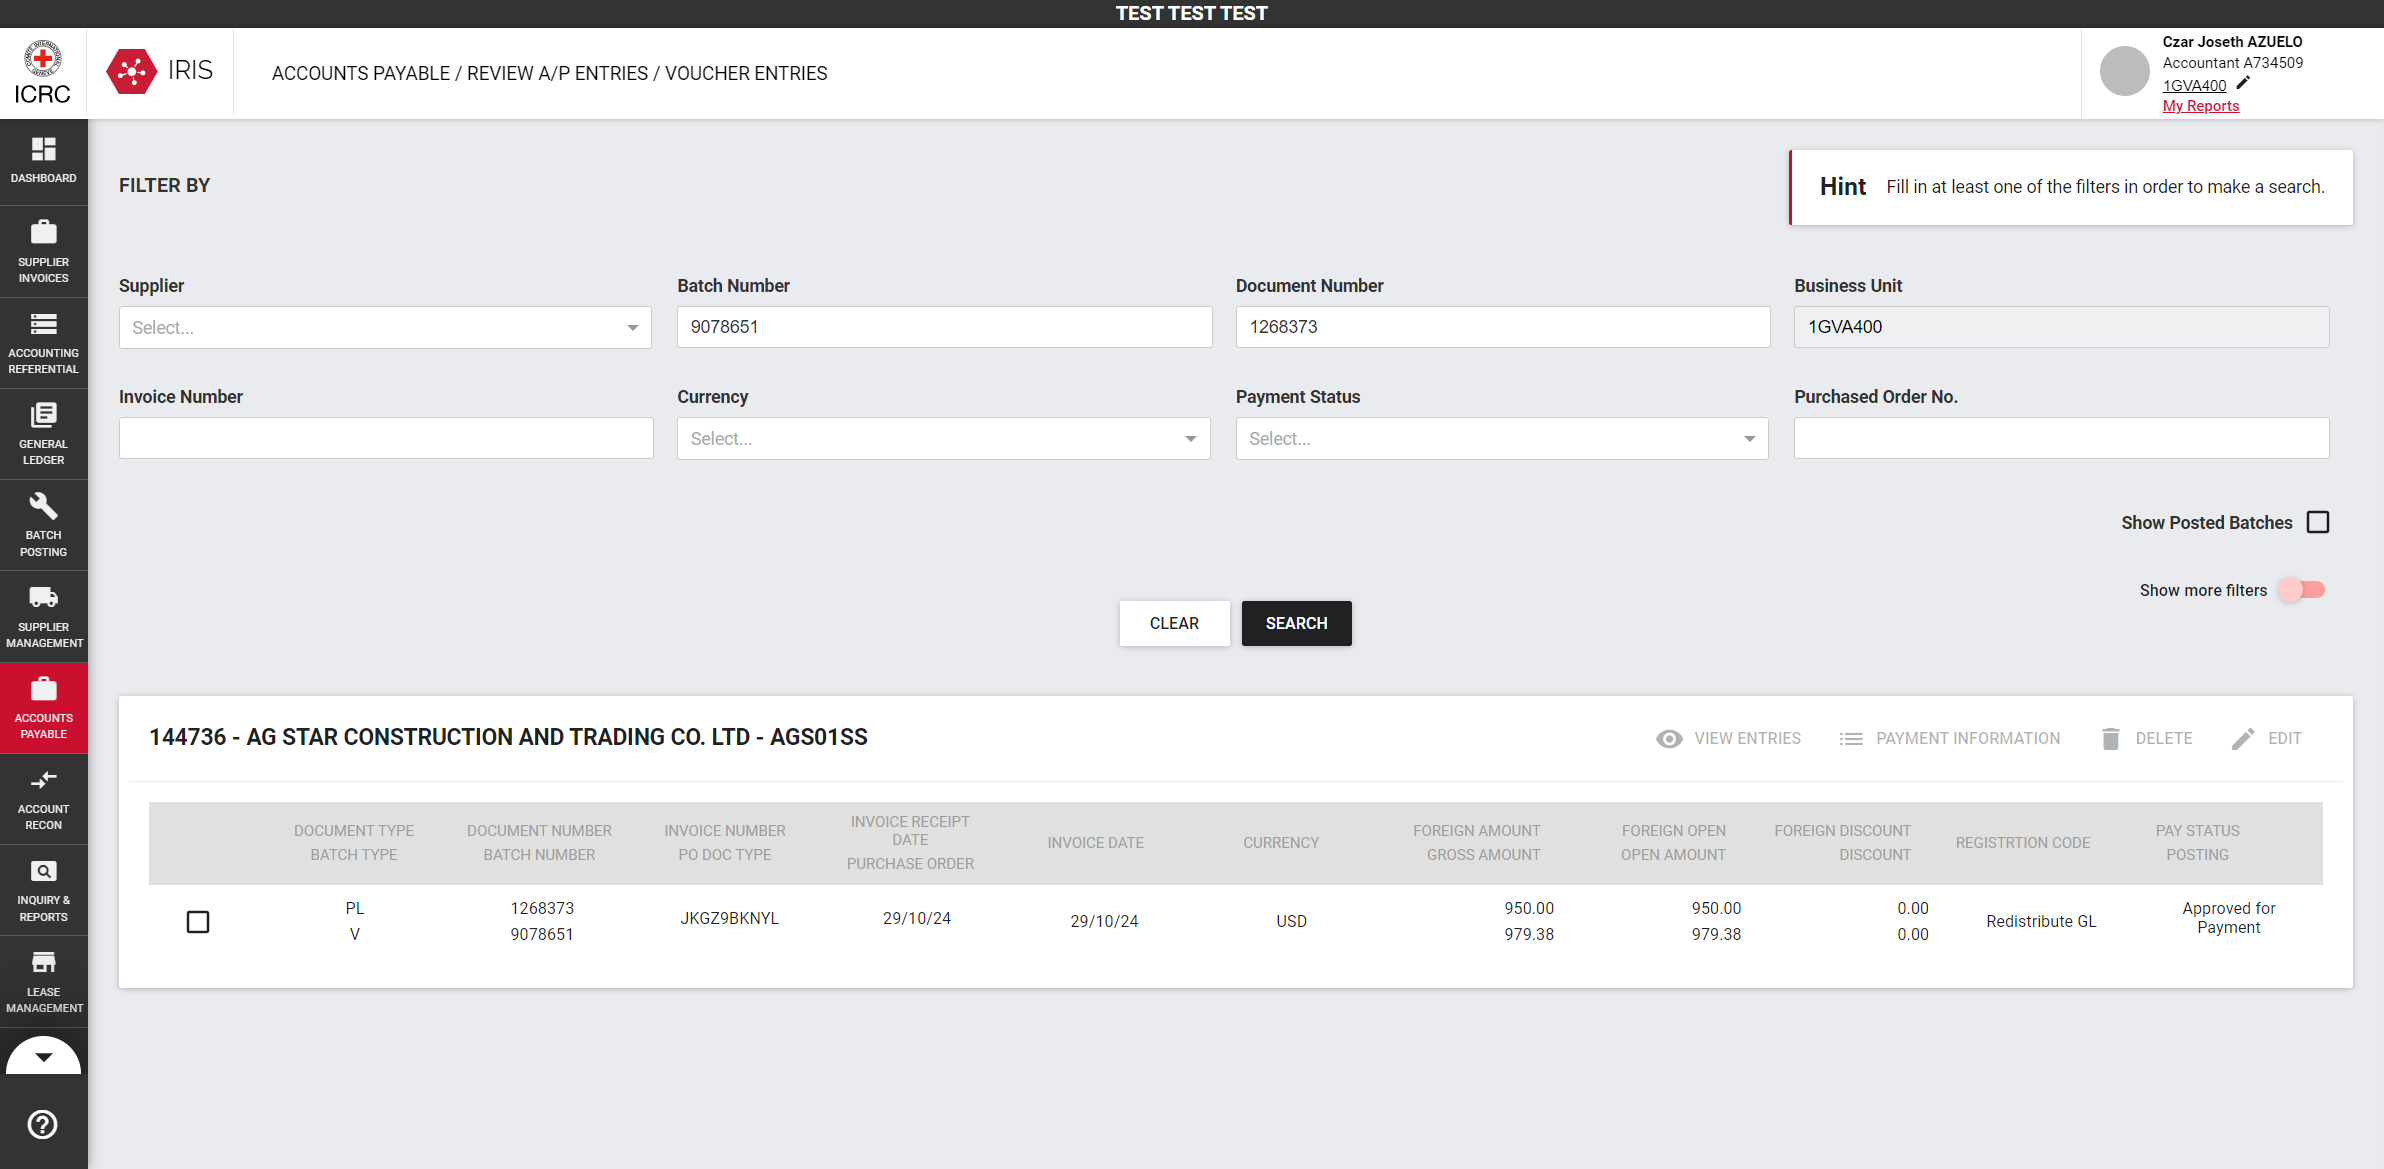 TEST TEST TEST
ICRC
IRIS
ACCOUNTS PAYABLE / REVIEW A/P ENTRIES / VOUCHER ENTRIES
Czar Joseth AZUELO
Accountant A734509
1GVA400
My Reports
DASHBOARD
SUPPLIER
INVOICES
ACCOUNTING
REFERENTIAL
GENERAL
LEDGER
BATCH
POSTING
SUPPLIER
MANAGEMENT
ACCOUNTS
PAYABLE
ACCOUNT
RECON
INQUIRY &
REPORTS
LEASE
MANAGEMENT
FILTER BY
Hint Fill in at least one of the filters in order to make a search.
Supplier
Select...
Batch Number
9078651
Document Number
1268373
Business Unit
1GVA400
Invoice Number
Currency
Select...
Payment Status
Select...
Purchased Order No.
Show Posted Batches
Show more filters
CLEAR
SEARCH
144736 - AG STAR CONSTRUCTION AND TRADING CO. LTD - AGS01SS
VIEW ENTRIES
PAYMENT INFORMATION
DELETE
EDIT
DOCUMENT TYPE
BATCH TYPE
DOCUMENT NUMBER
BATCH NUMBER
INVOICE NUMBER
PO DOC TYPE
INVOICE RECEIPT
DATE
PURCHASE ORDER
INVOICE DATE
CURRENCY
FOREIGN AMOUNT
GROSS AMOUNT
FOREIGN OPEN
OPEN AMOUNT
FOREIGN DISCOUNT
DISCOUNT
REGISTRTION CODE
PAY STATUS
POSTING
PL
V
1268373
9078651
JKGZ9BKNYL
29/10/24
29/10/24
USD
950.00
979.38
950.00
979.38
0.00
0.00
Redistribute GL
Approved for
Payment